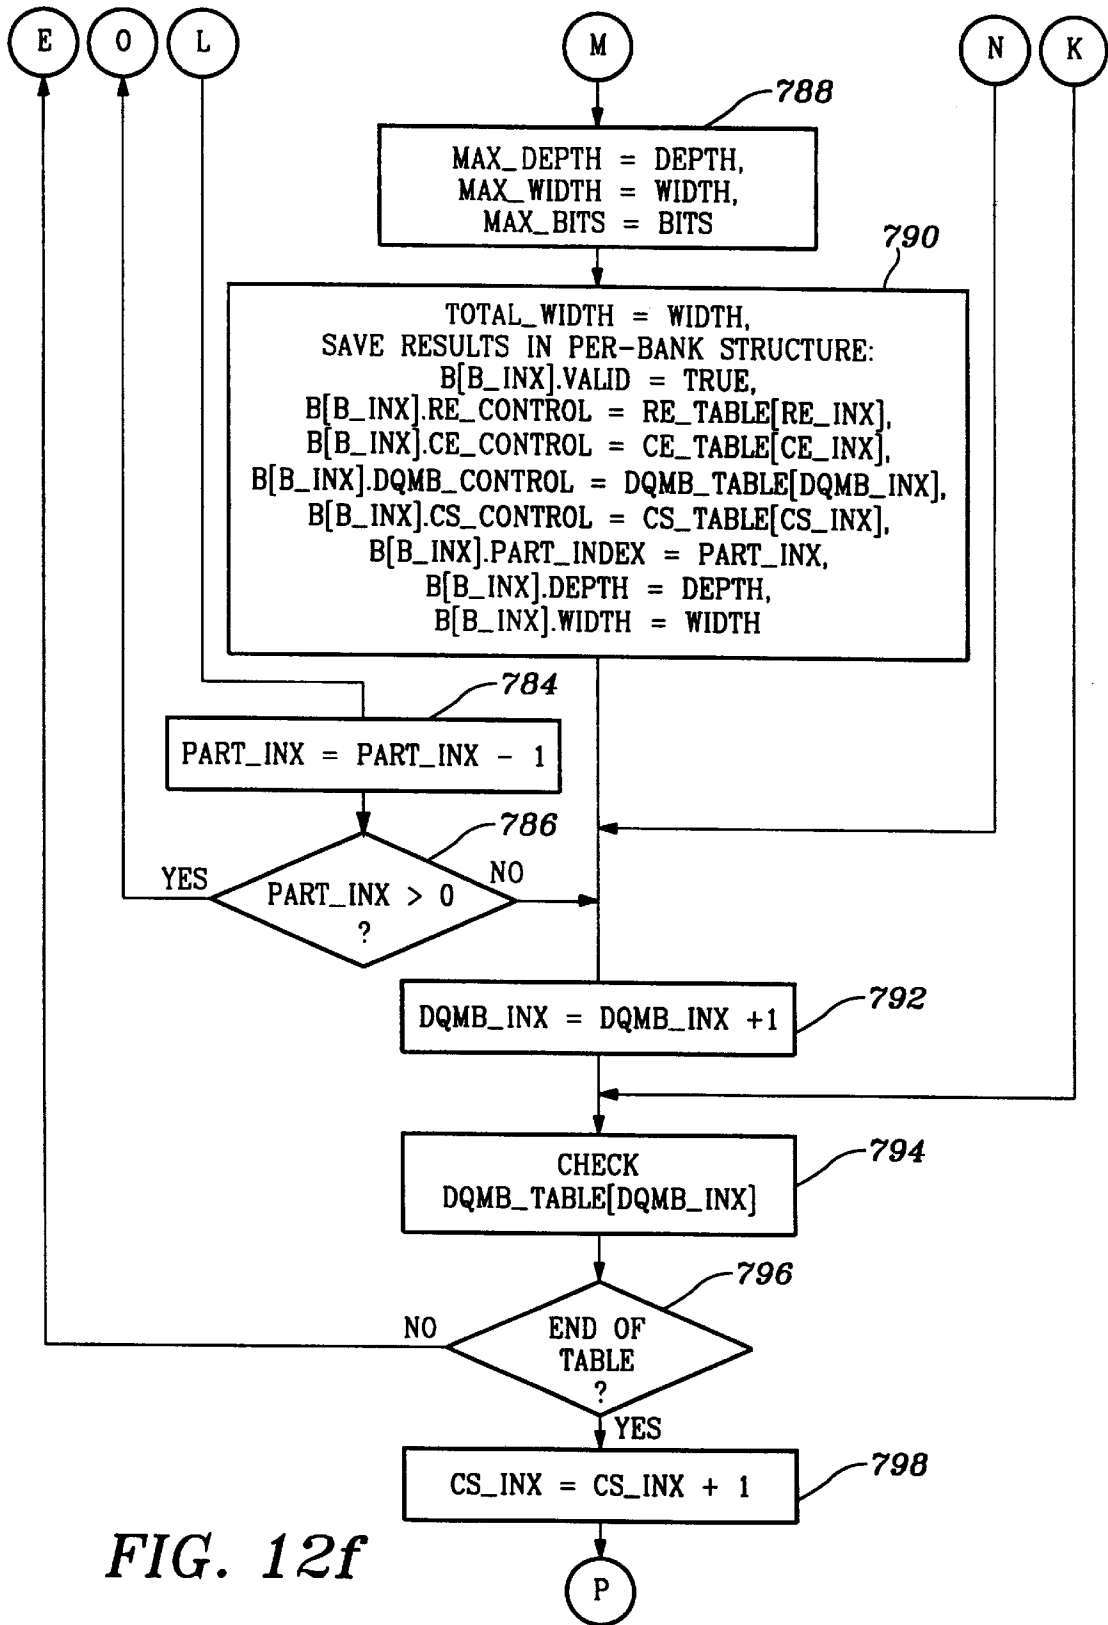 E O L M N K
788
MAX_DEPTH = DEPTH,
MAX_WIDTH = WIDTH,
MAX_BITS = BITS
790
TOTAL_WIDTH = WIDTH,
SAVE RESULTS IN PER-BANK STRUCTURE:
B[B_INX].VALID = TRUE,
B[B_INX].RE_CONTROL = RE_TABLE[RE_INX],
B[B_INX].CE_CONTROL = CE_TABLE[CE_INX],
B[B_INX].DQMB_CONTROL = DQMB_TABLE[DQMB_INX],
B[B_INX].CS_CONTROL = CS_TABLE[CS_INX],
B[B_INX].PART_INDEX = PART_INX,
B[B_INX].DEPTH = DEPTH,
B[B_INX].WIDTH = WIDTH
784
PART_INX = PART_INX - 1
786
YES
PART_INX > 0
?
NO
792
DQMB_INX = DQMB_INX +1
794
CHECK
DQMB_TABLE[DQMB_INX]
796
NO
END OF
TABLE
?
YES
798
CS_INX = CS_INX + 1
FIG. 12f
P